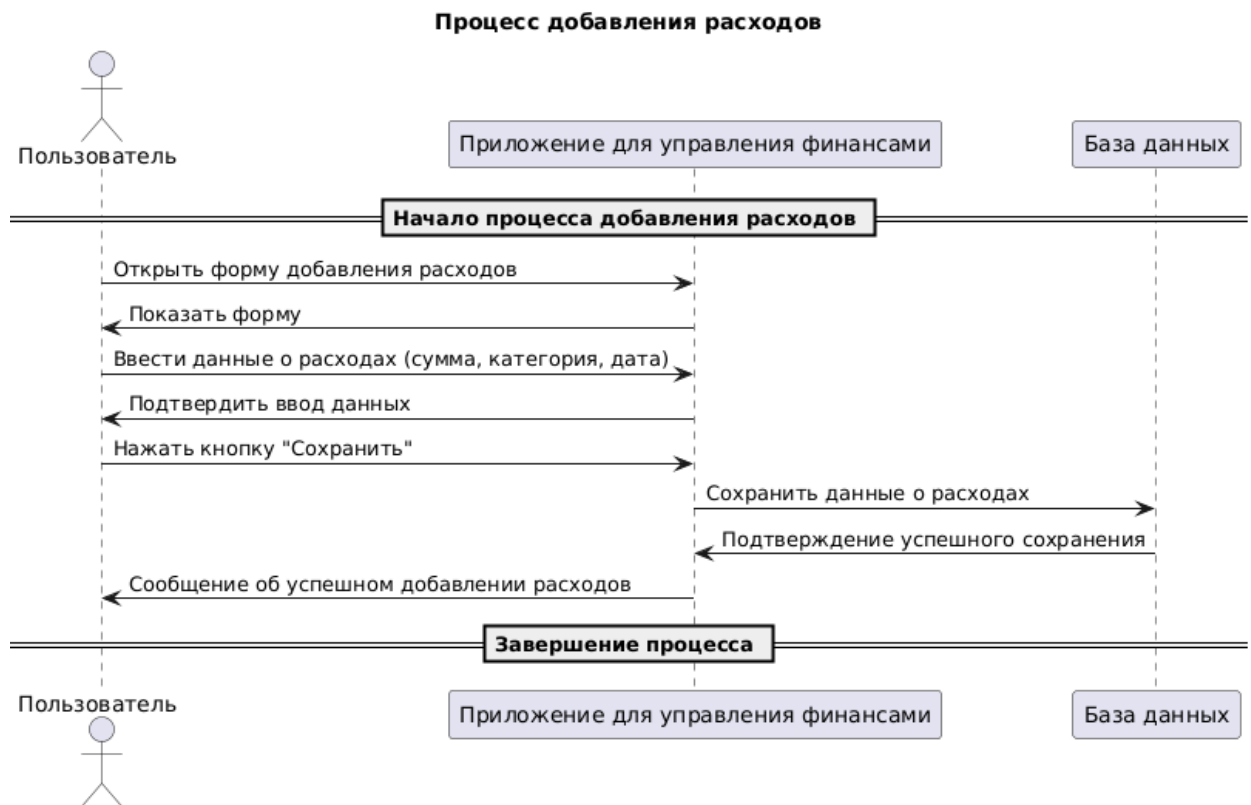 Процесс добавления расходов
Пользователь
Приложение для управления финансами
База данных
Начало процесса добавления расходов
Открыть форму добавления расходов
Показать форму
Ввести данные о расходах (сумма, категория, дата)
Подтвердить ввод данных
Нажать кнопку "Сохранить"
Сохранить данные о расходах
Подтверждение успешного сохранения
Сообщение об успешном добавлении расходов
Завершение процесса
Пользователь
Приложение для управления финансами
База данных